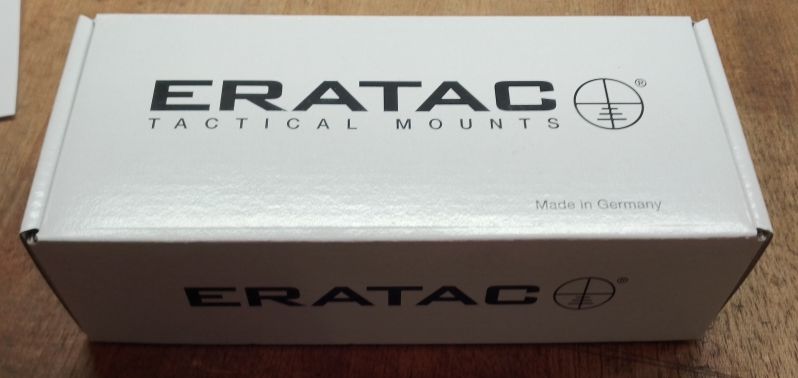 ERATAC ®
TACTICAL MOUNTS
Made in Germany
ERATAC ®